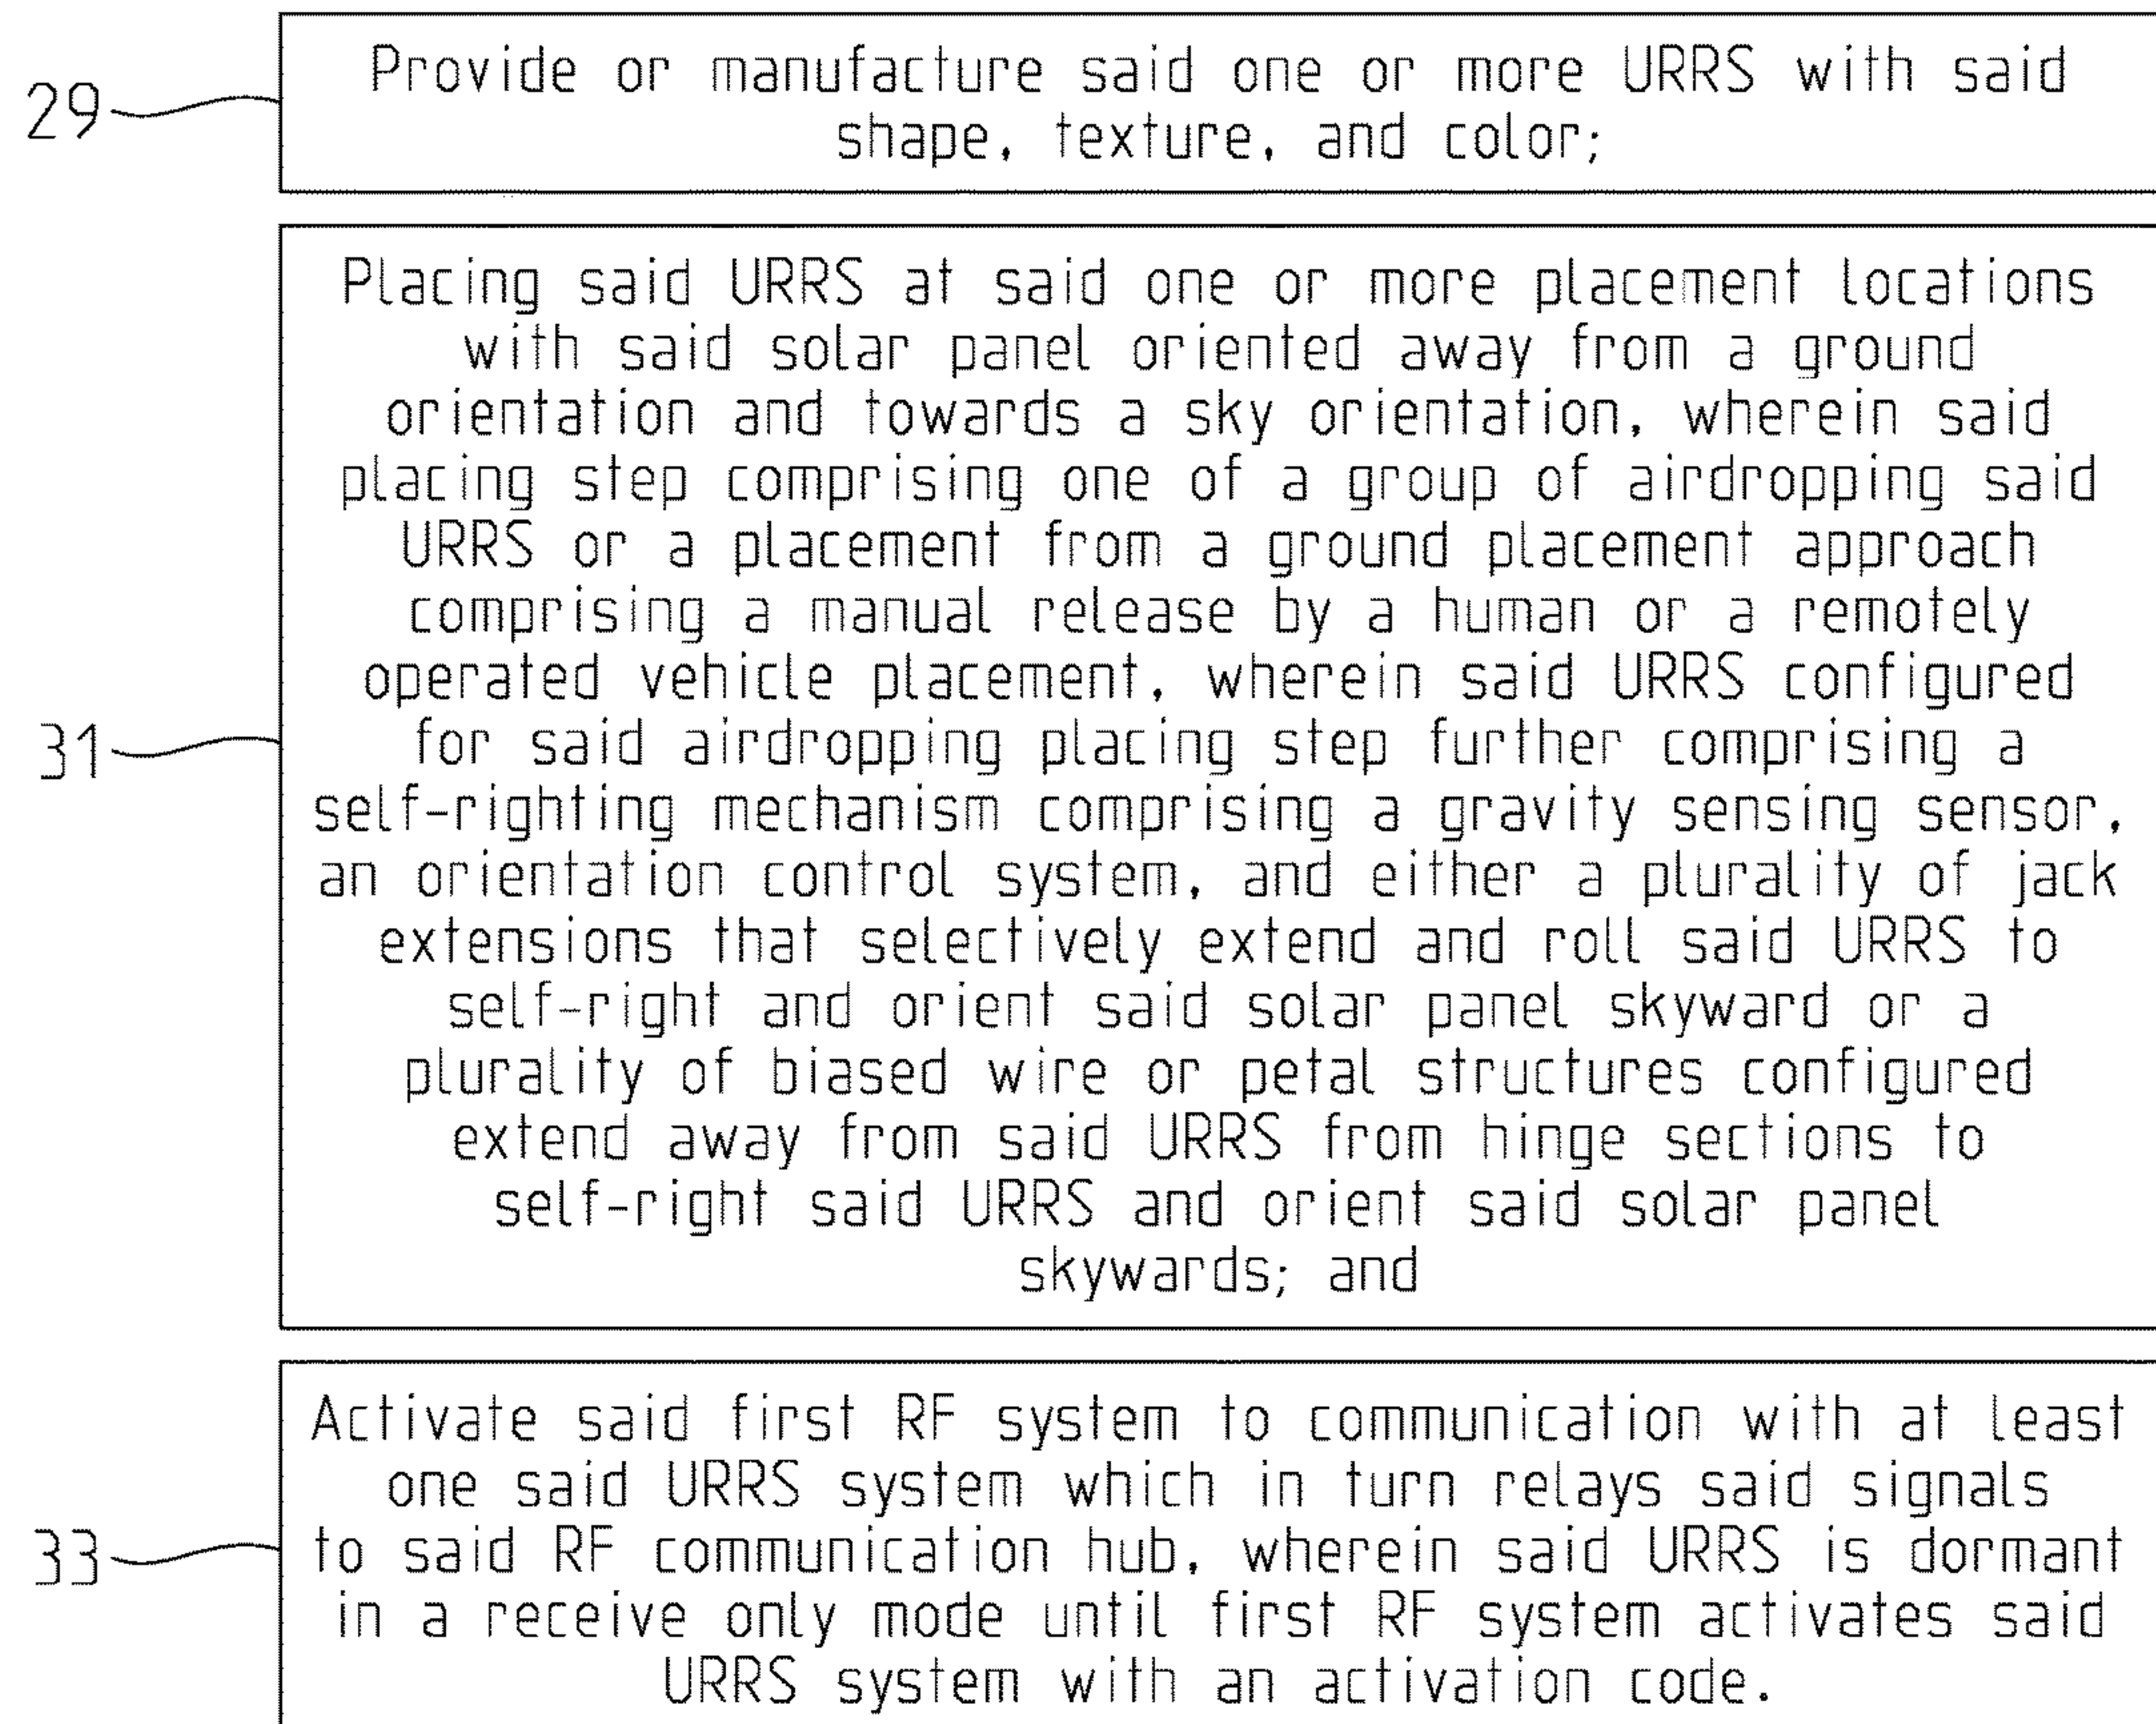 29
Provide or manufacture said one or more URRS with said
shape, texture, and color;
31
Placing said URRS at said one or more placement locations
with said solar panel oriented away from a ground
orientation and towards a sky orientation, wherein said
placing step comprising one of a group of airdropping said
URRS or a placement from a ground placement approach
comprising a manual release by a human or a remotely
operated vehicle placement, wherein said URRS configured
for said airdropping placing step further comprising a
self-righting mechanism comprising a gravity sensing sensor,
an orientation control system, and either a plurality of jack
extensions that selectively extend and roll said URRS to
self-right and orient said solar panel skyward or a
plurality of biased wire or petal structures configured
extend away from said URRS from hinge sections to
self-right said URRS and orient said solar panel
skywards; and
33
Activate said first RF system to communication with at least
one said URRS system which in turn relays said signals
to said RF communication hub, wherein said URRS is dormant
in a receive only mode until first RF system activates said
URRS system with an activation code.